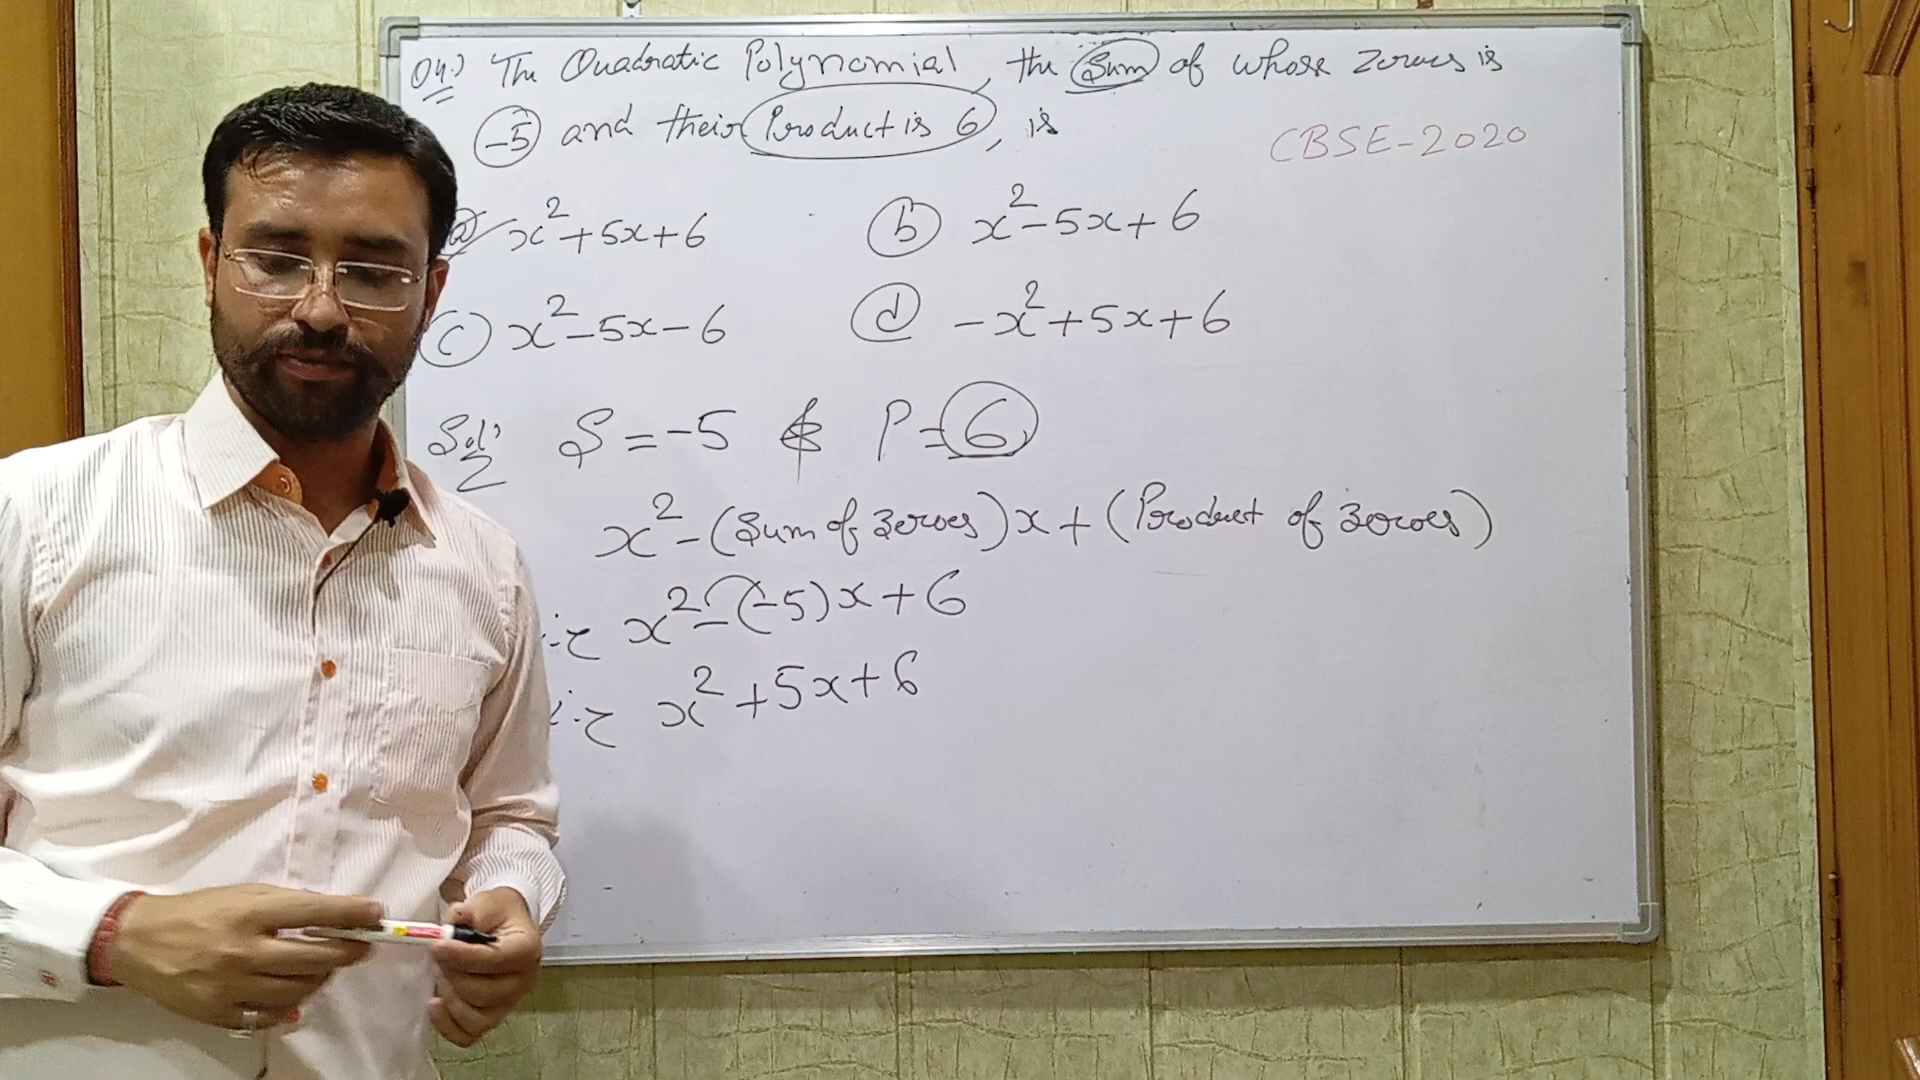 Q4.) The Quadratic Polynomial, the Sum of whose Zeroes is
-5 and their Product is 6, is
CBSE-2020
(a) x²+5x+6 (b) x²-5x+6
(c) x²-5x-6 (d) -x²+5x+6
Sol: S=-5 & P=6
x²-(Sum of Zeroes)x+(Product of Zeroes)
i.e x²-(-5)x+6
i.e x²+5x+6